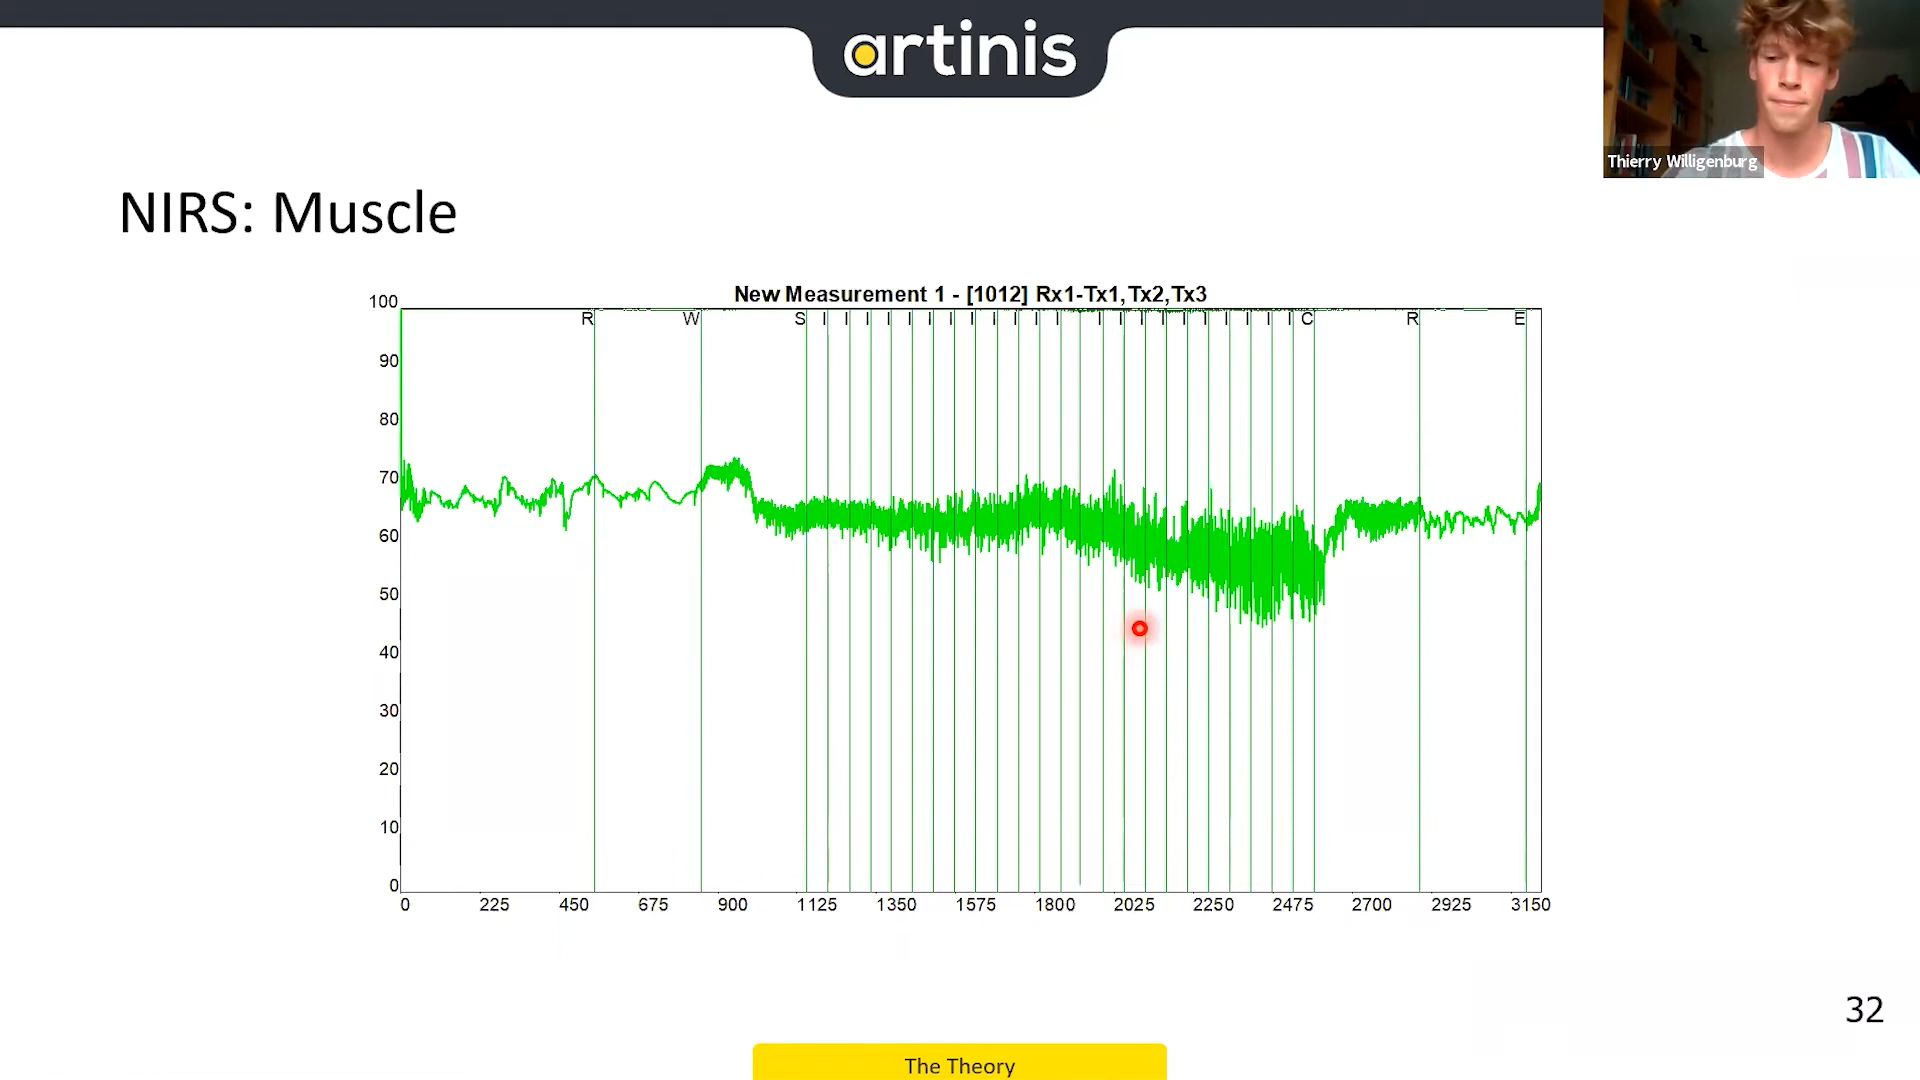 artinis
Thierry Willigenburg
NIRS: Muscle
New Measurement 1 - [1012] Rx1-Tx1,Tx2,Tx3
100
R W S I I I I I I I I I I I I I I I I I I I I I I C R E
90
80
70
60
50
40
30
20
10
0
0 225 450 675 900 1125 1350 1575 1800 2025 2250 2475 2700 2925 3150
32
The Theory